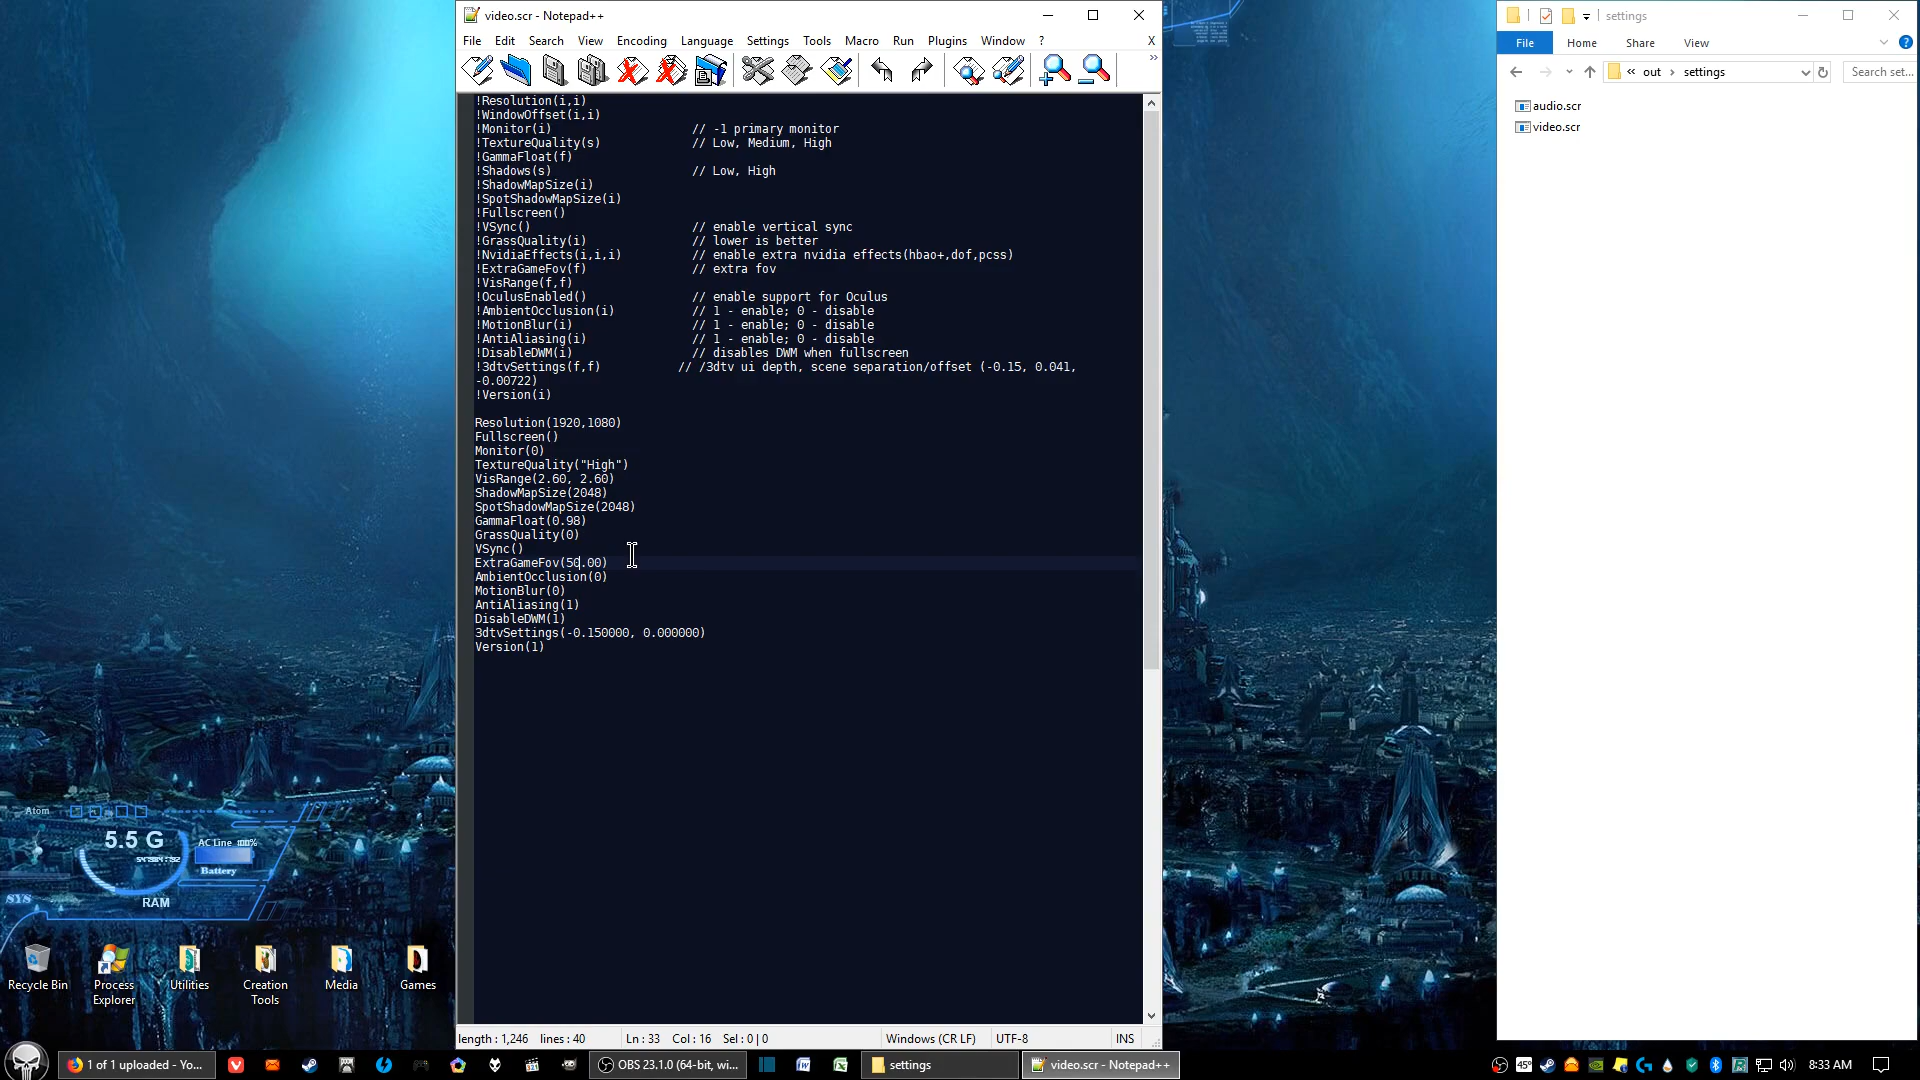 video.scr - Notepad++
File Edit Search View Encoding Language Settings Tools Macro Run Plugins Window ? X
!Resolution(i,i)
!WindowOffset(i,i)
!Monitor(i) // -1 primary monitor
!TextureQuality(s) // Low, Medium, High
!GammaFloat(f)
!Shadows(s) // Low, High
!ShadowMapSize(i)
!SpotShadowMapSize(i)
!Fullscreen()
!VSync() // enable vertical sync
!GrassQuality(i) // lower is better
!NvidiaEffects(i,i,i) // enable extra nvidia effects(hbao+,dof,pcss)
!ExtraGameFov(f) // extra fov
!VisRange(f,f)
!OculusEnabled() // enable support for Oculus
!AmbientOcclusion(i) // 1 - enable; 0 - disable
!MotionBlur(i) // 1 - enable; 0 - disable
!AntiAliasing(i) // 1 - enable; 0 - disable
!DisableDWM(i) // disables DWM when fullscreen
!3dtvSettings(f,f) // /3dtv ui depth, scene separation/offset (-0.15, 0.041,
-0.00722)
!Version(i)
Resolution(1920,1080)
Fullscreen()
Monitor(0)
TextureQuality("High")
VisRange(2.60, 2.60)
ShadowMapSize(2048)
SpotShadowMapSize(2048)
GammaFloat(0.98)
GrassQuality(0)
VSync()
ExtraGameFov(50.00)
AmbientOcclusion(0)
MotionBlur(0)
AntiAliasing(1)
DisableDWM(1)
3dtvSettings(-0.150000, 0.000000)
Version(1)
length : 1,246 lines : 40 Ln : 33 Col : 16 Sel : 0 | 0 Windows (CR LF) UTF-8 INS
settings
File Home Share View
« out › settings Search set...
audio.scr
video.scr
Atom
5.5 G
RAM
AC Line 100%
Battery
SYS
Recycle Bin
Process Explorer
Utilities
Creation Tools
Media
Games
1 of 1 uploaded - Yo...
OBS 23.1.0 (64-bit, wi...
settings
video.scr - Notepad++
45°
8:33 AM